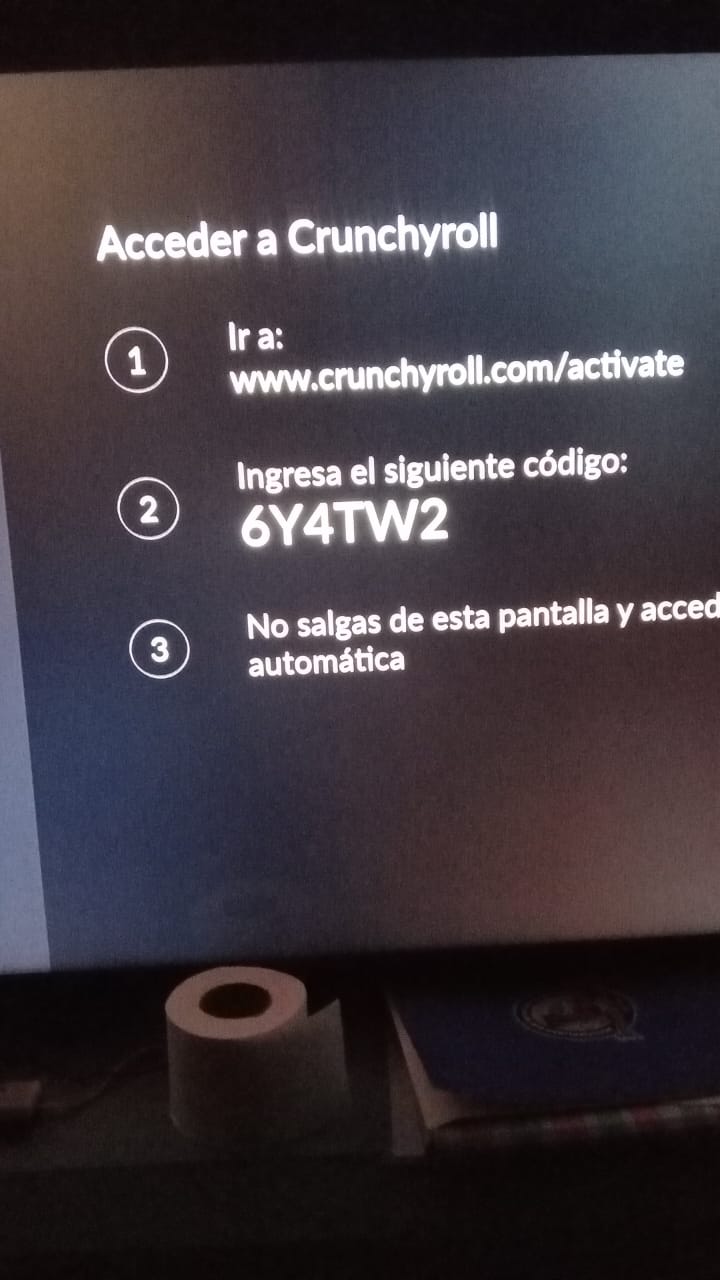 Acceder a Crunchyroll
1
Ir a:
www.crunchyroll.com/activate
2
Ingresa el siguiente código:
6Y4TW2
3
No salgas de esta pantalla y acced
automática